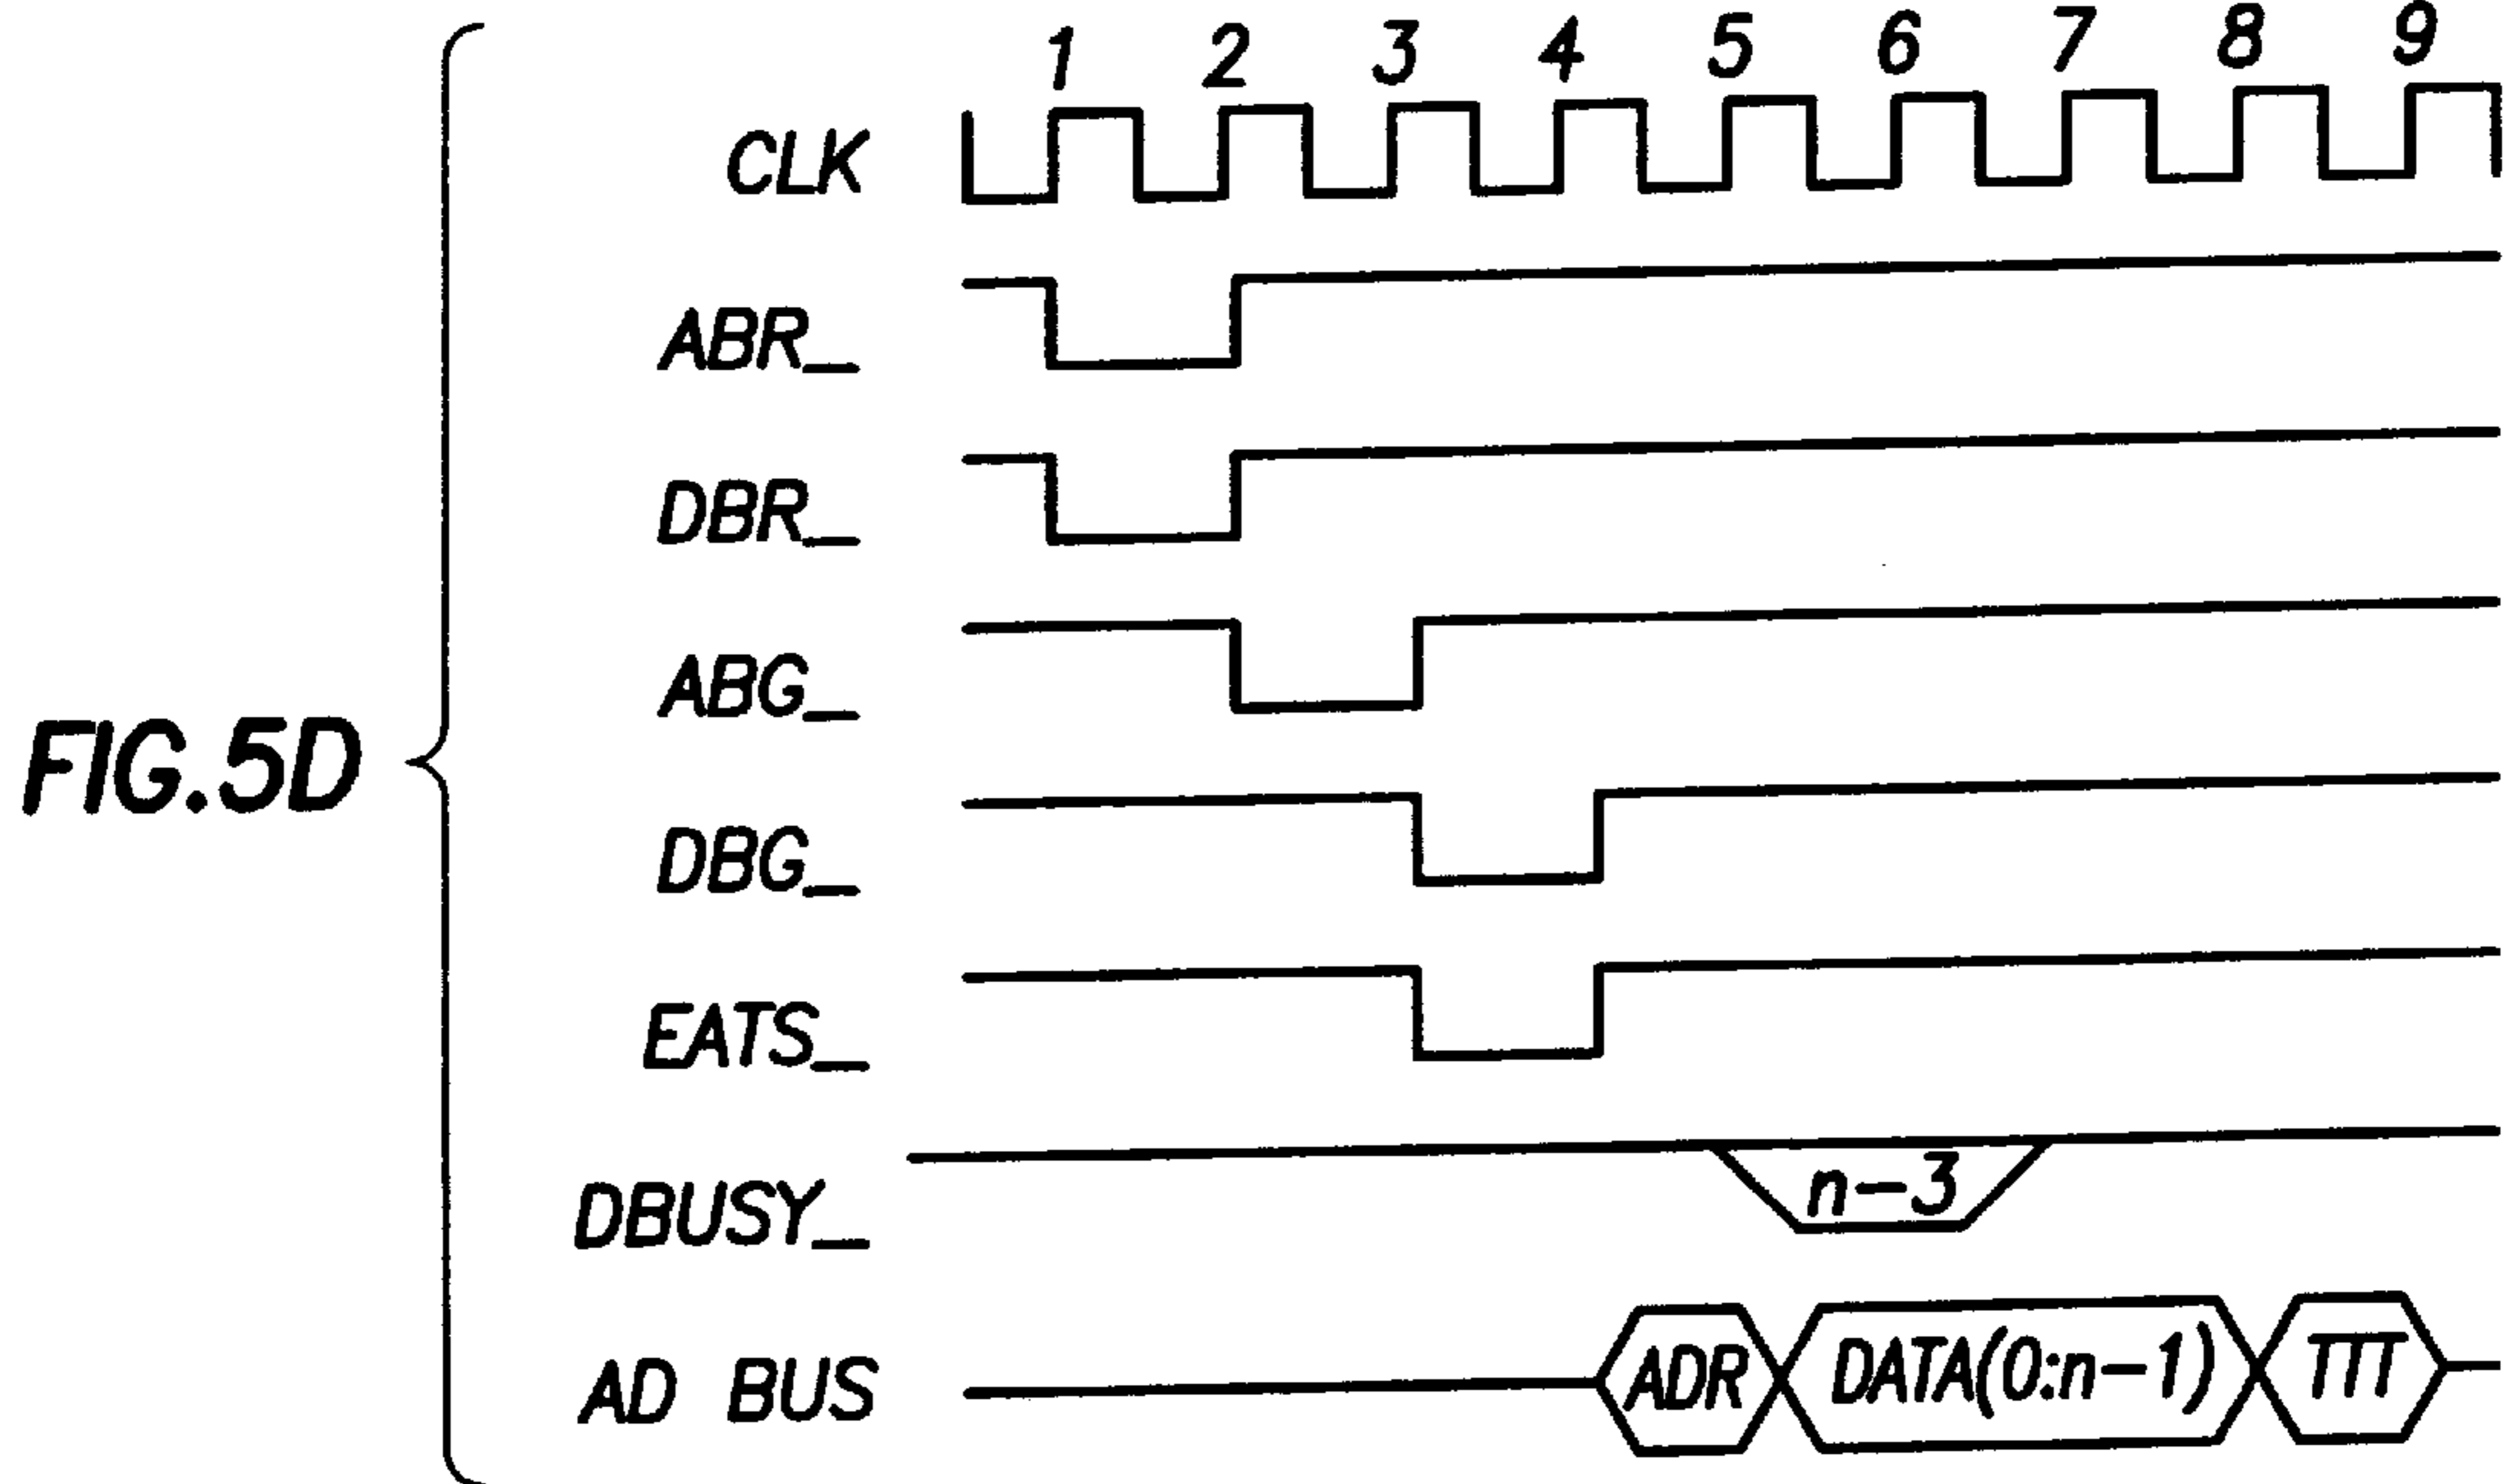 1 2 3 4 5 6 7 8 9
CLK
ABR_
DBR_
ABG_
FIG.5D
DBG_
EATS_
DBUSY_ n-3
AD BUS ADR DATA(0:n-1) TTT